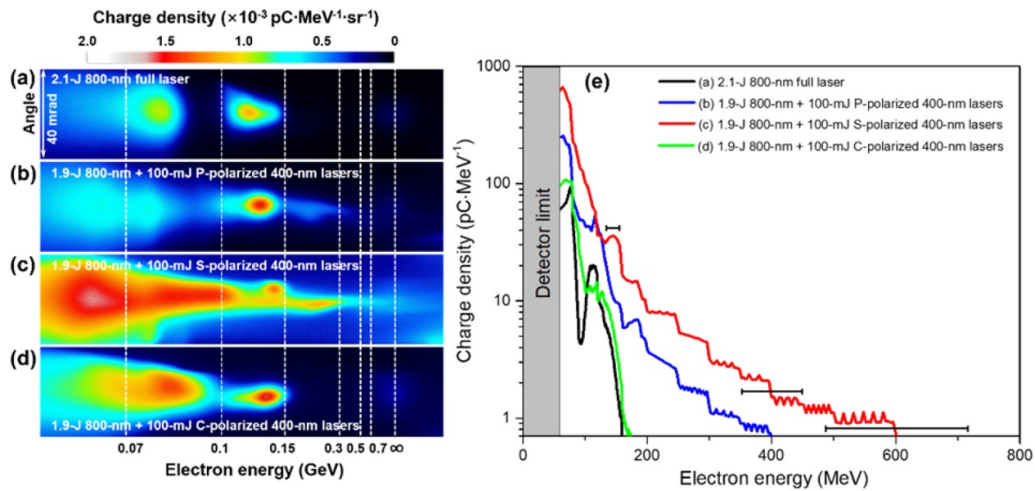 Charge density (×10⁻³ pC·MeV⁻¹·sr⁻¹)
2.0 1.5 1.0 0.5 0
(a) 2.1-J 800-nm full laser
Angle
40 mrad
(b) 1.9-J 800-nm + 100-mJ P-polarized 400-nm lasers
(c) 1.9-J 800-nm + 100-mJ S-polarized 400-nm lasers
(d)
1.9-J 800-nm + 100-mJ C-polarized 400-nm lasers
0.07 0.1 0.15 0.3 0.5 0.7 ∞
Electron energy (GeV)
(e)
(a) 2.1-J 800-nm full laser
(b) 1.9-J 800-nm + 100-mJ P-polarized 400-nm lasers
(c) 1.9-J 800-nm + 100-mJ S-polarized 400-nm lasers
(d) 1.9-J 800-nm + 100-mJ C-polarized 400-nm lasers
Detector limit
Charge density (pC·MeV⁻¹)
1000
100
10
1
0 200 400 600 800
Electron energy (MeV)